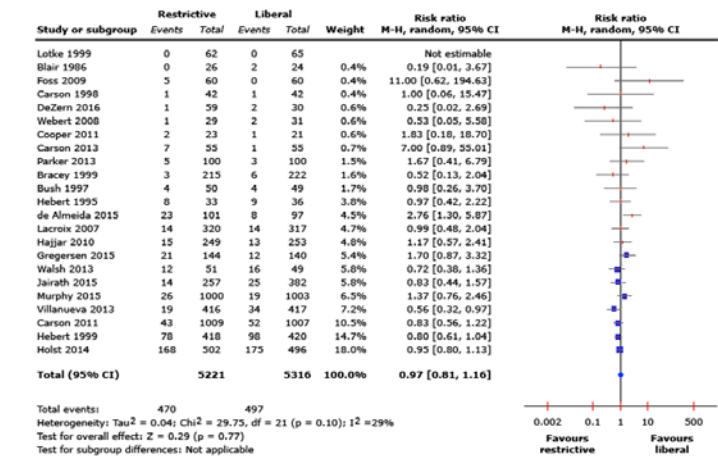 Restrictive Liberal Risk ratio Risk ratio
Study or subgroup Events Total Events Total Weight M-H, random, 95% CI M-H, random, 95% CI
Lotke 1999 0 62 0 65 Not estimable
Blair 1986 0 26 2 24 0.4% 0.19 [0.01, 3.67]
Foss 2009 5 60 0 60 0.4% 11.00 [0.62, 194.63]
Carson 1998 1 42 1 42 0.4% 1.00 [0.06, 15.47]
DeZern 2016 1 59 2 30 0.6% 0.25 [0.02, 2.69]
Webert 2008 1 29 2 31 0.6% 0.53 [0.05, 5.58]
Cooper 2011 2 23 1 21 0.6% 1.83 [0.18, 18.70]
Carson 2013 7 55 1 55 0.8% 7.00 [0.89, 55.01]
Parker 2013 5 100 3 100 1.5% 1.67 [0.41, 6.79]
Bracey 1999 3 215 6 222 1.6% 0.52 [0.13, 2.04]
Bush 1997 4 50 4 49 1.7% 0.98 [0.26, 3.70]
Hebert 1995 8 33 9 36 3.8% 0.97 [0.42, 2.22]
de Almeida 2015 23 101 8 97 4.5% 2.76 [1.30, 5.87]
Lacroix 2007 14 320 14 317 4.8% 0.99 [0.48, 2.04]
Hajjar 2010 15 249 13 253 4.8% 1.17 [0.57, 2.41]
Gregersen 2015 21 144 12 140 5.4% 1.70 [0.87, 3.32]
Walsh 2013 12 51 16 49 5.8% 0.72 [0.38, 1.36]
Jairath 2015 14 257 25 382 5.8% 0.83 [0.44, 1.57]
Murphy 2015 26 1000 19 1003 6.6% 1.37 [0.76, 2.46]
Villanueva 2013 19 416 34 417 7.2% 0.56 [0.32, 0.97]
Carson 2011 43 1009 52 1007 10.5% 0.83 [0.56, 1.22]
Hebert 1999 78 418 98 420 14.7% 0.80 [0.61, 1.04]
Holst 2014 168 502 175 496 18.0% 0.95 [0.80, 1.13]
Total (95% CI) 5221 5316 100.0% 0.97 [0.81, 1.16]
Total events: 470 497
Heterogeneity: Tau2 = 0.04; Chi2 = 29.75, df = 21 (p = 0.10); I2 =29%
Test for overall effect: Z = 0.29 (p = 0.77)
Test for subgroup differences: Not applicable
0.002 0.1 1 10 500
Favours restrictive Favours liberal